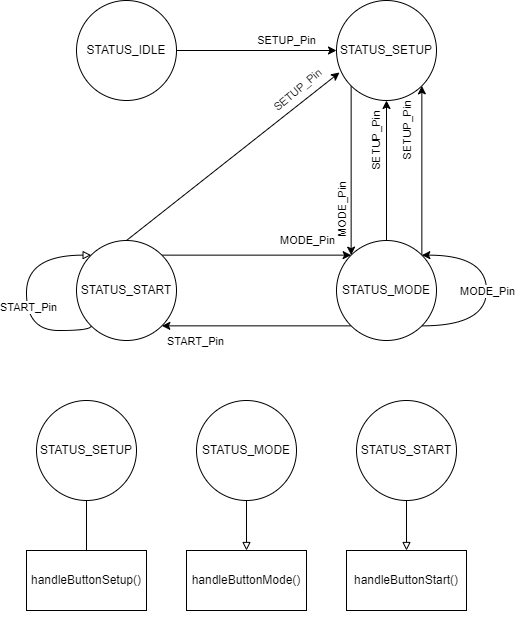 SETUP_Pin
STATUS_IDLE
STATUS_SETUP
SETUP_Pin
SETUP_Pin
SETUP_Pin
MODE_Pin
MODE_Pin
STATUS_START
STATUS_MODE
MODE_Pin
START_Pin
START_Pin
STATUS_SETUP
STATUS_MODE
STATUS_START
handleButtonSetup()
handleButtonMode()
handleButtonStart()